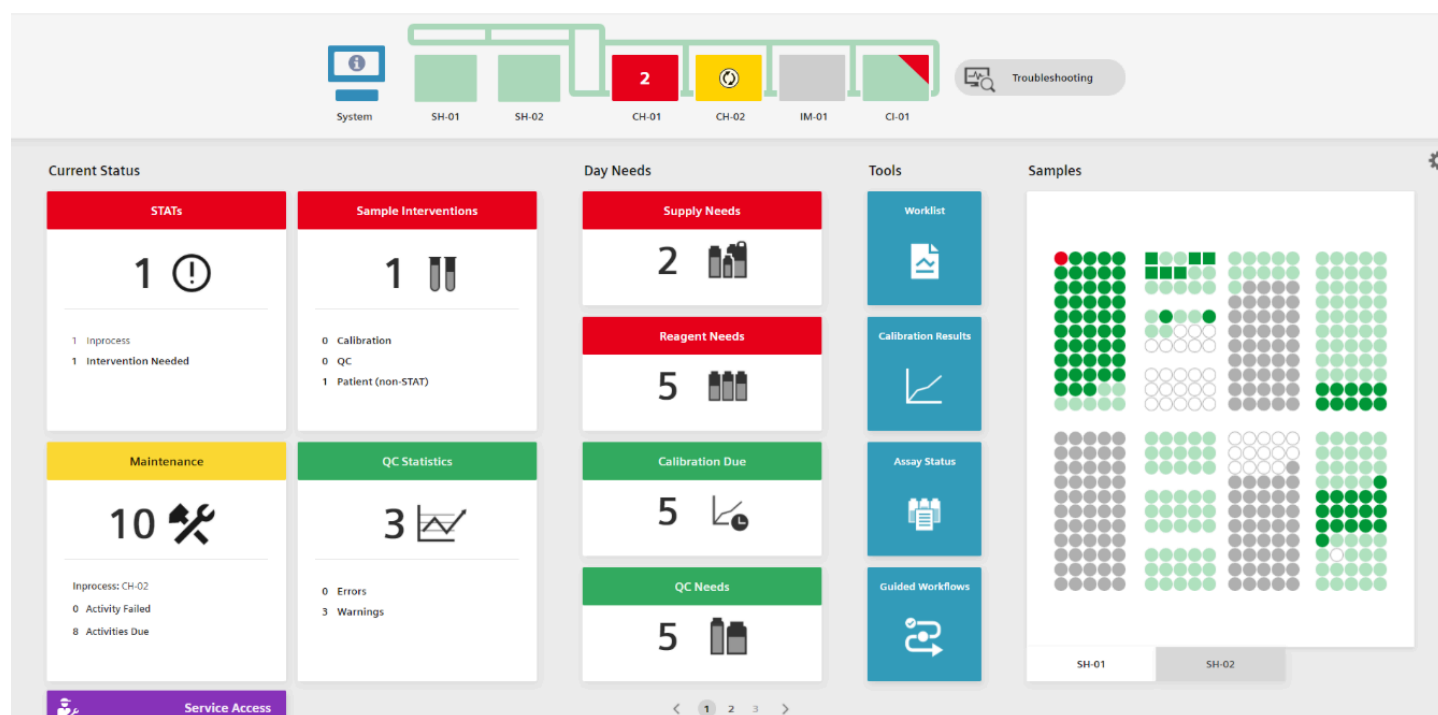 2
Troubleshooting
System
SH-01
SH-02
CH-01
CH-02
IM-01
CI-01
Current Status
Day Needs
Tools
Samples
STATs
1
1 Inprocess
1 Intervention Needed
Sample Interventions
1
0 Calibration
0 QC
1 Patient (non-STAT)
Maintenance
10
Inprocess: CH-02
0 Activity Failed
8 Activities Due
QC Statistics
3
0 Errors
3 Warnings
Service Access
Supply Needs
2
Reagent Needs
5
Calibration Due
5
QC Needs
5
1 2 3
Worklist
Calibration Results
Assay Status
Guided Workflows
SH-01
SH-02